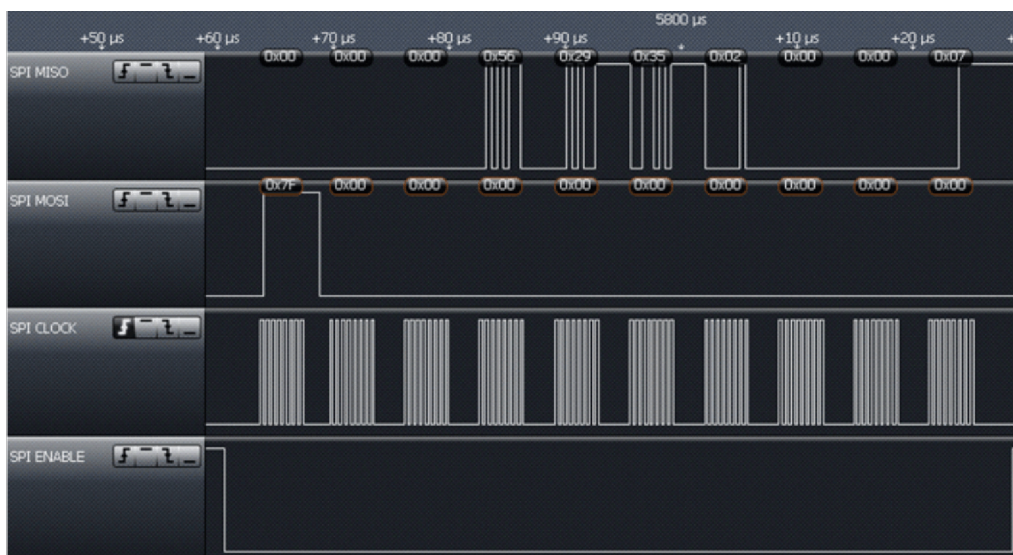 5800 µs
+50 µs +60 µs +70 µs +80 µs +90 µs +10 µs +20 µs +
SPI MISO 0x00 0x00 0x00 0x56 0x29 0x35 0x02 0x00 0x00 0x07
SPI MOSI 0x7F 0x00 0x00 0x00 0x00 0x00 0x00 0x00 0x00 0x00
SPI CLOCK
SPI ENABLE